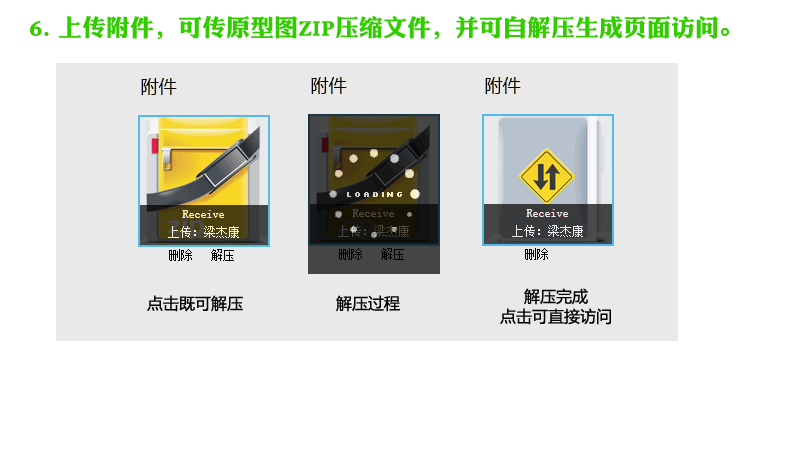 6. 上传附件，可传原型图ZIP压缩文件，并可自解压生成页面访问。
附件 附件 附件
LOADING
Receive Receive Receive
上传：梁杰康 上传：梁杰康 上传：梁杰康
删除 解压 删除 解压 删除
点击既可解压 解压过程 解压完成
点击可直接访问